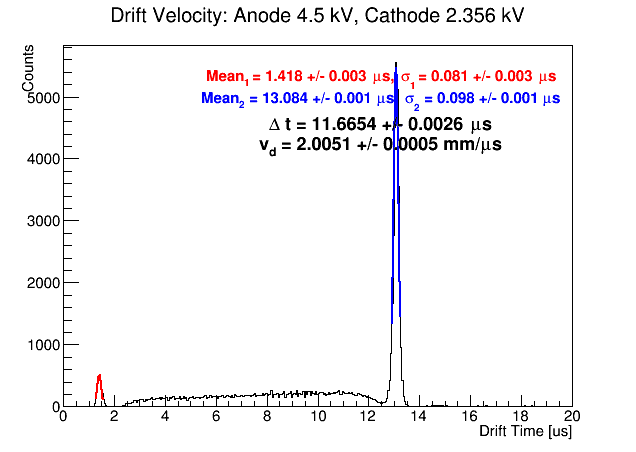 Drift Velocity: Anode 4.5 kV, Cathode 2.356 kV
Counts
Mean₁ = 1.418 +/- 0.003 μs, σ₁ = 0.081 +/- 0.003 μs
Mean₂ = 13.084 +/- 0.001 μs, σ₂ = 0.098 +/- 0.001 μs
Δ t = 11.6654 +/- 0.0026 μs
v_d = 2.0051 +/- 0.0005 mm/μs
5000
4000
3000
2000
1000
0
0 2 4 6 8 10 12 14 16 18 20
Drift Time [us]